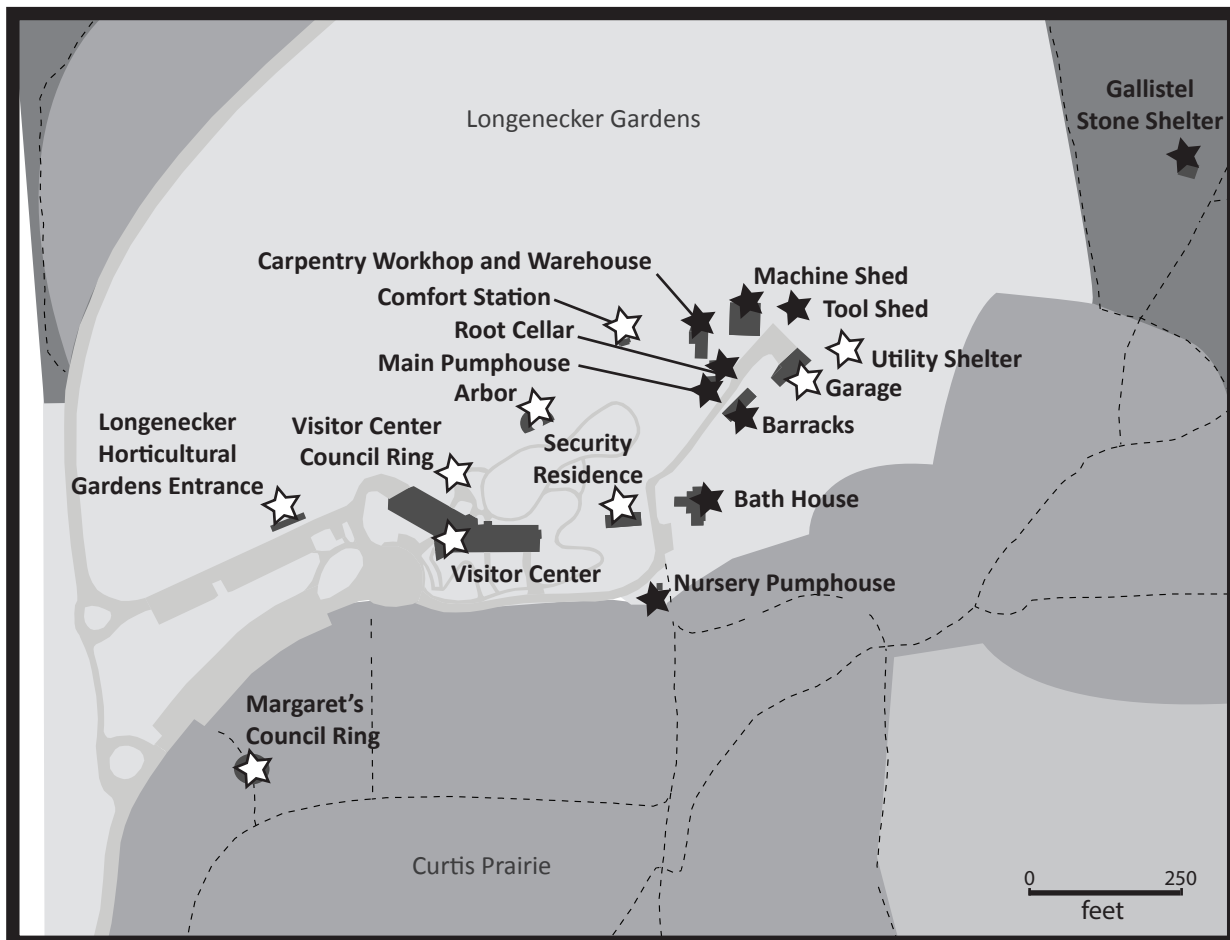 Gallistel
Stone Shelter
Longenecker Gardens
Carpentry Workhop and Warehouse
Machine Shed
Comfort Station
Tool Shed
Root Cellar
Utility Shelter
Main Pumphouse
Garage
Arbor
Barracks
Longenecker
Horticultural
Gardens Entrance
Visitor Center
Council Ring
Security
Residence
Bath House
Visitor Center
Nursery Pumphouse
Margaret’s
Council Ring
Curtis Prairie
0 250
feet